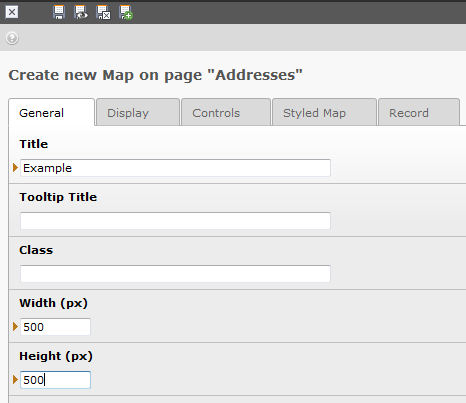 Create new Map on page "Addresses"
General Display Controls Styled Map Record
Title
Example
Tooltip Title
Class
Width (px)
500
Height (px)
500